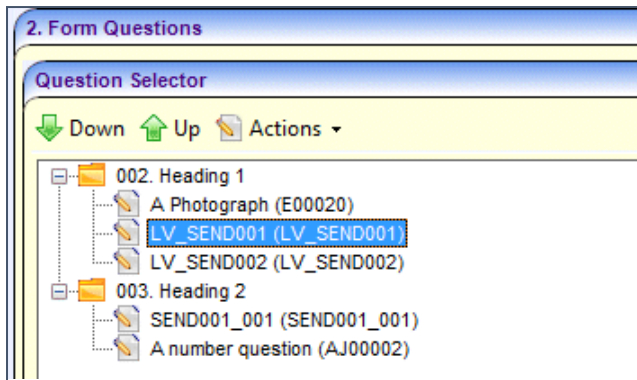 2. Form Questions
Question Selector
Down Up Actions
002. Heading 1
A Photograph (E00020)
LV_SEND001 (LV_SEND001)
LV_SEND002 (LV_SEND002)
003. Heading 2
SEND001_001 (SEND001_001)
A number question (AJ00002)